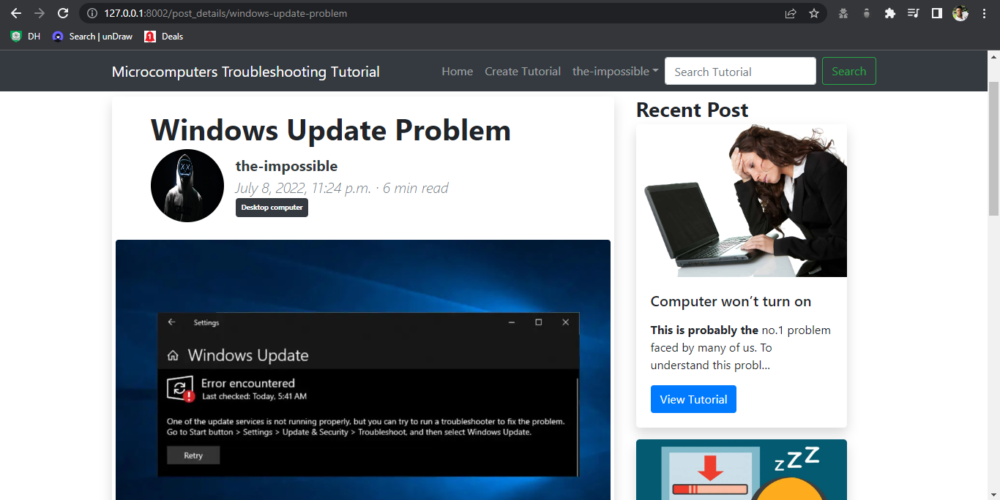 127.0.0.1:8002/post_details/windows-update-problem
DH
Search | unDraw
Deals
Microcomputers Troubleshooting Tutorial
Home
Create Tutorial
the-impossible
Search Tutorial
Search
Windows Update Problem
the-impossible
July 8, 2022, 11:24 p.m. · 6 min read
Desktop computer
Settings
Windows Update
Error encountered
Last checked: Today, 5:41 AM
One of the update services is not running properly, but you can try to run a troubleshooter to fix the problem.
Go to Start button > Settings > Update & Security > Troubleshoot, and then select Windows Update.
Retry
Recent Post
Computer won’t turn on
This is probably the no.1 problem
faced by many of us. To
understand this probl...
View Tutorial
zZZ